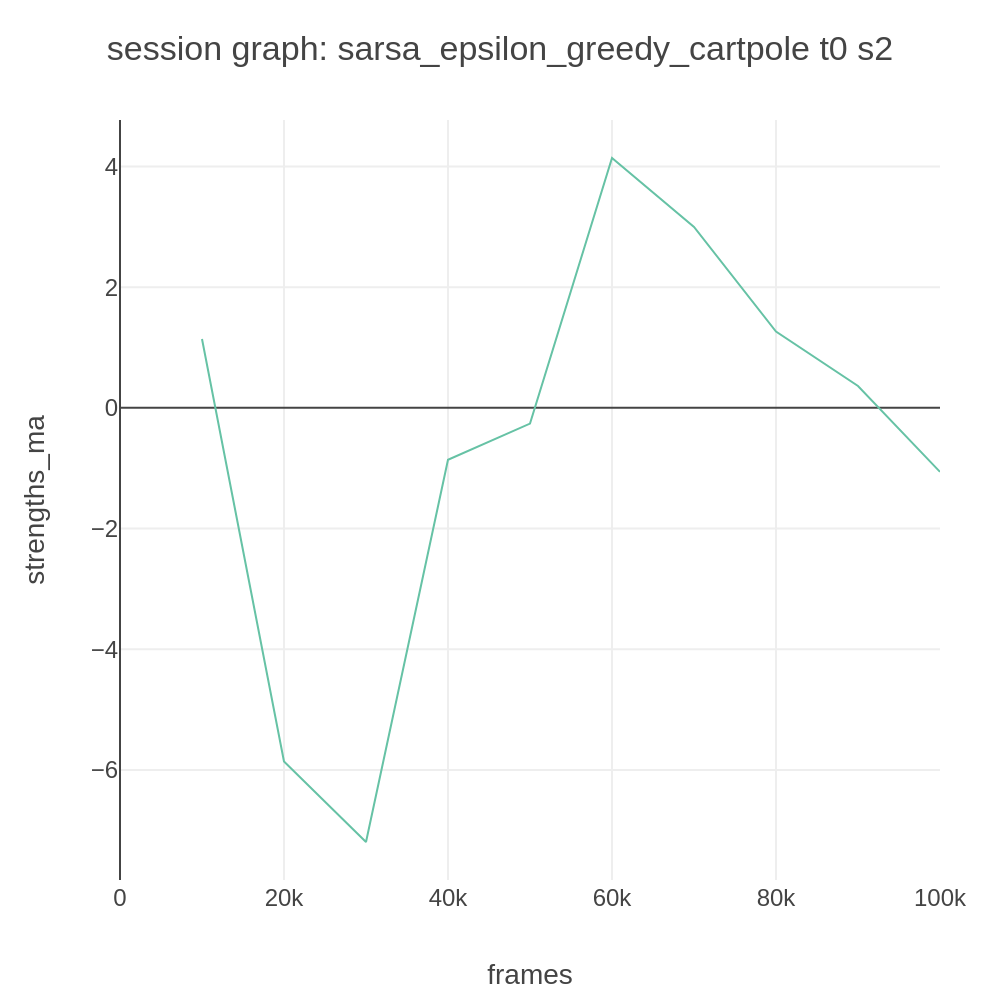 session graph: sarsa_epsilon_greedy_cartpole t0 s2
4
2
0
−2
−4
−6
strengths_ma
0
20k
40k
60k
80k
100k
frames